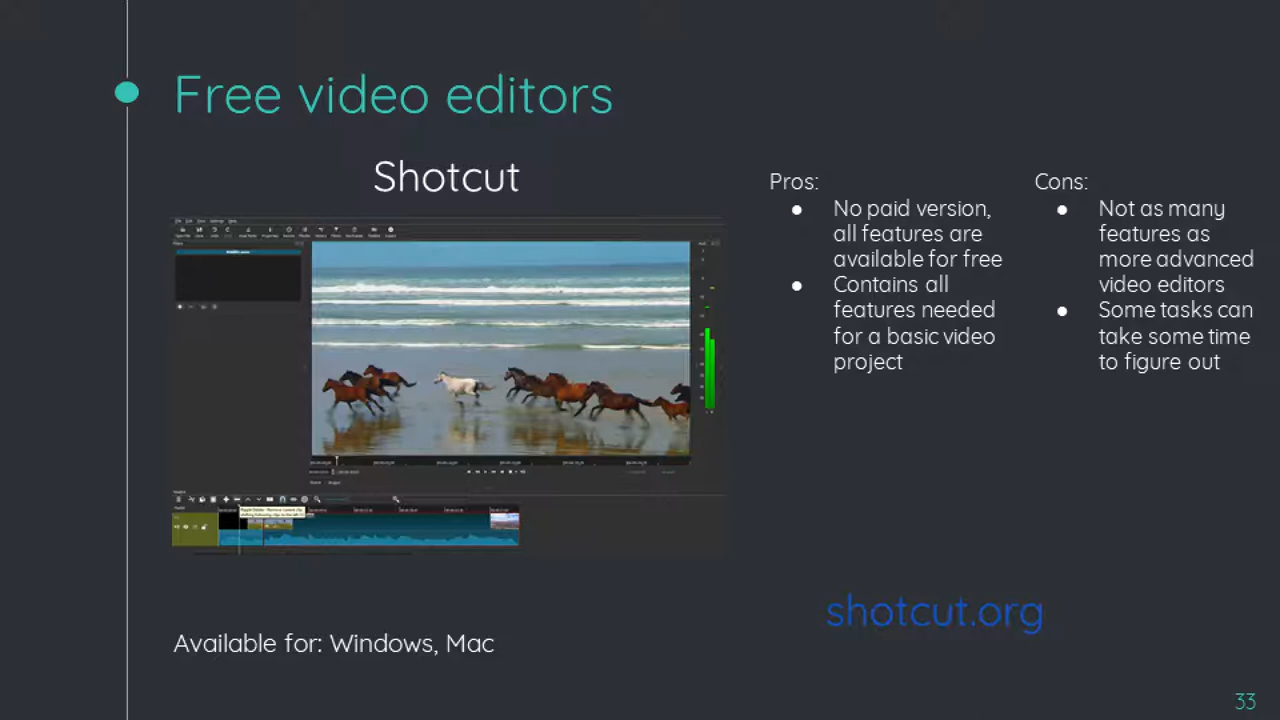 Free video editors
Shotcut
Pros:
● No paid version,
all features are
available for free
● Contains all
features needed
for a basic video
project
Cons:
● Not as many
features as
more advanced
video editors
● Some tasks can
take some time
to figure out
shotcut.org
Available for: Windows, Mac
33